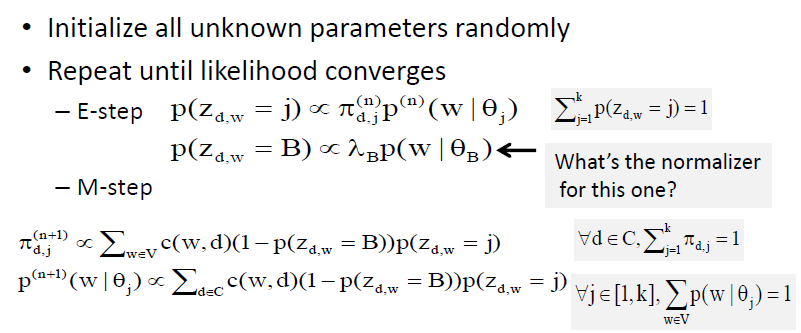 • Initialize all unknown parameters randomly
• Repeat until likelihood converges
– E-step p(z_{d,w} = j) ∝ π_{d,j}^{(n)} p^{(n)}(w | θ_j) ∑_{j=1}^{k} p(z_{d,w} = j) = 1
p(z_{d,w} = B) ∝ λ_B p(w | θ_B) ← What's the normalizer
for this one?
– M-step
π_{d,j}^{(n+1)} ∝ ∑_{w∈V} c(w,d)(1 − p(z_{d,w} = B))p(z_{d,w} = j) ∀d ∈ C, ∑_{j=1}^{k} π_{d,j} = 1
p^{(n+1)}(w | θ_j) ∝ ∑_{d∈C} c(w,d)(1 − p(z_{d,w} = B))p(z_{d,w} = j) ∀j ∈ [1,k], ∑_{w∈V} p(w | θ_j) = 1